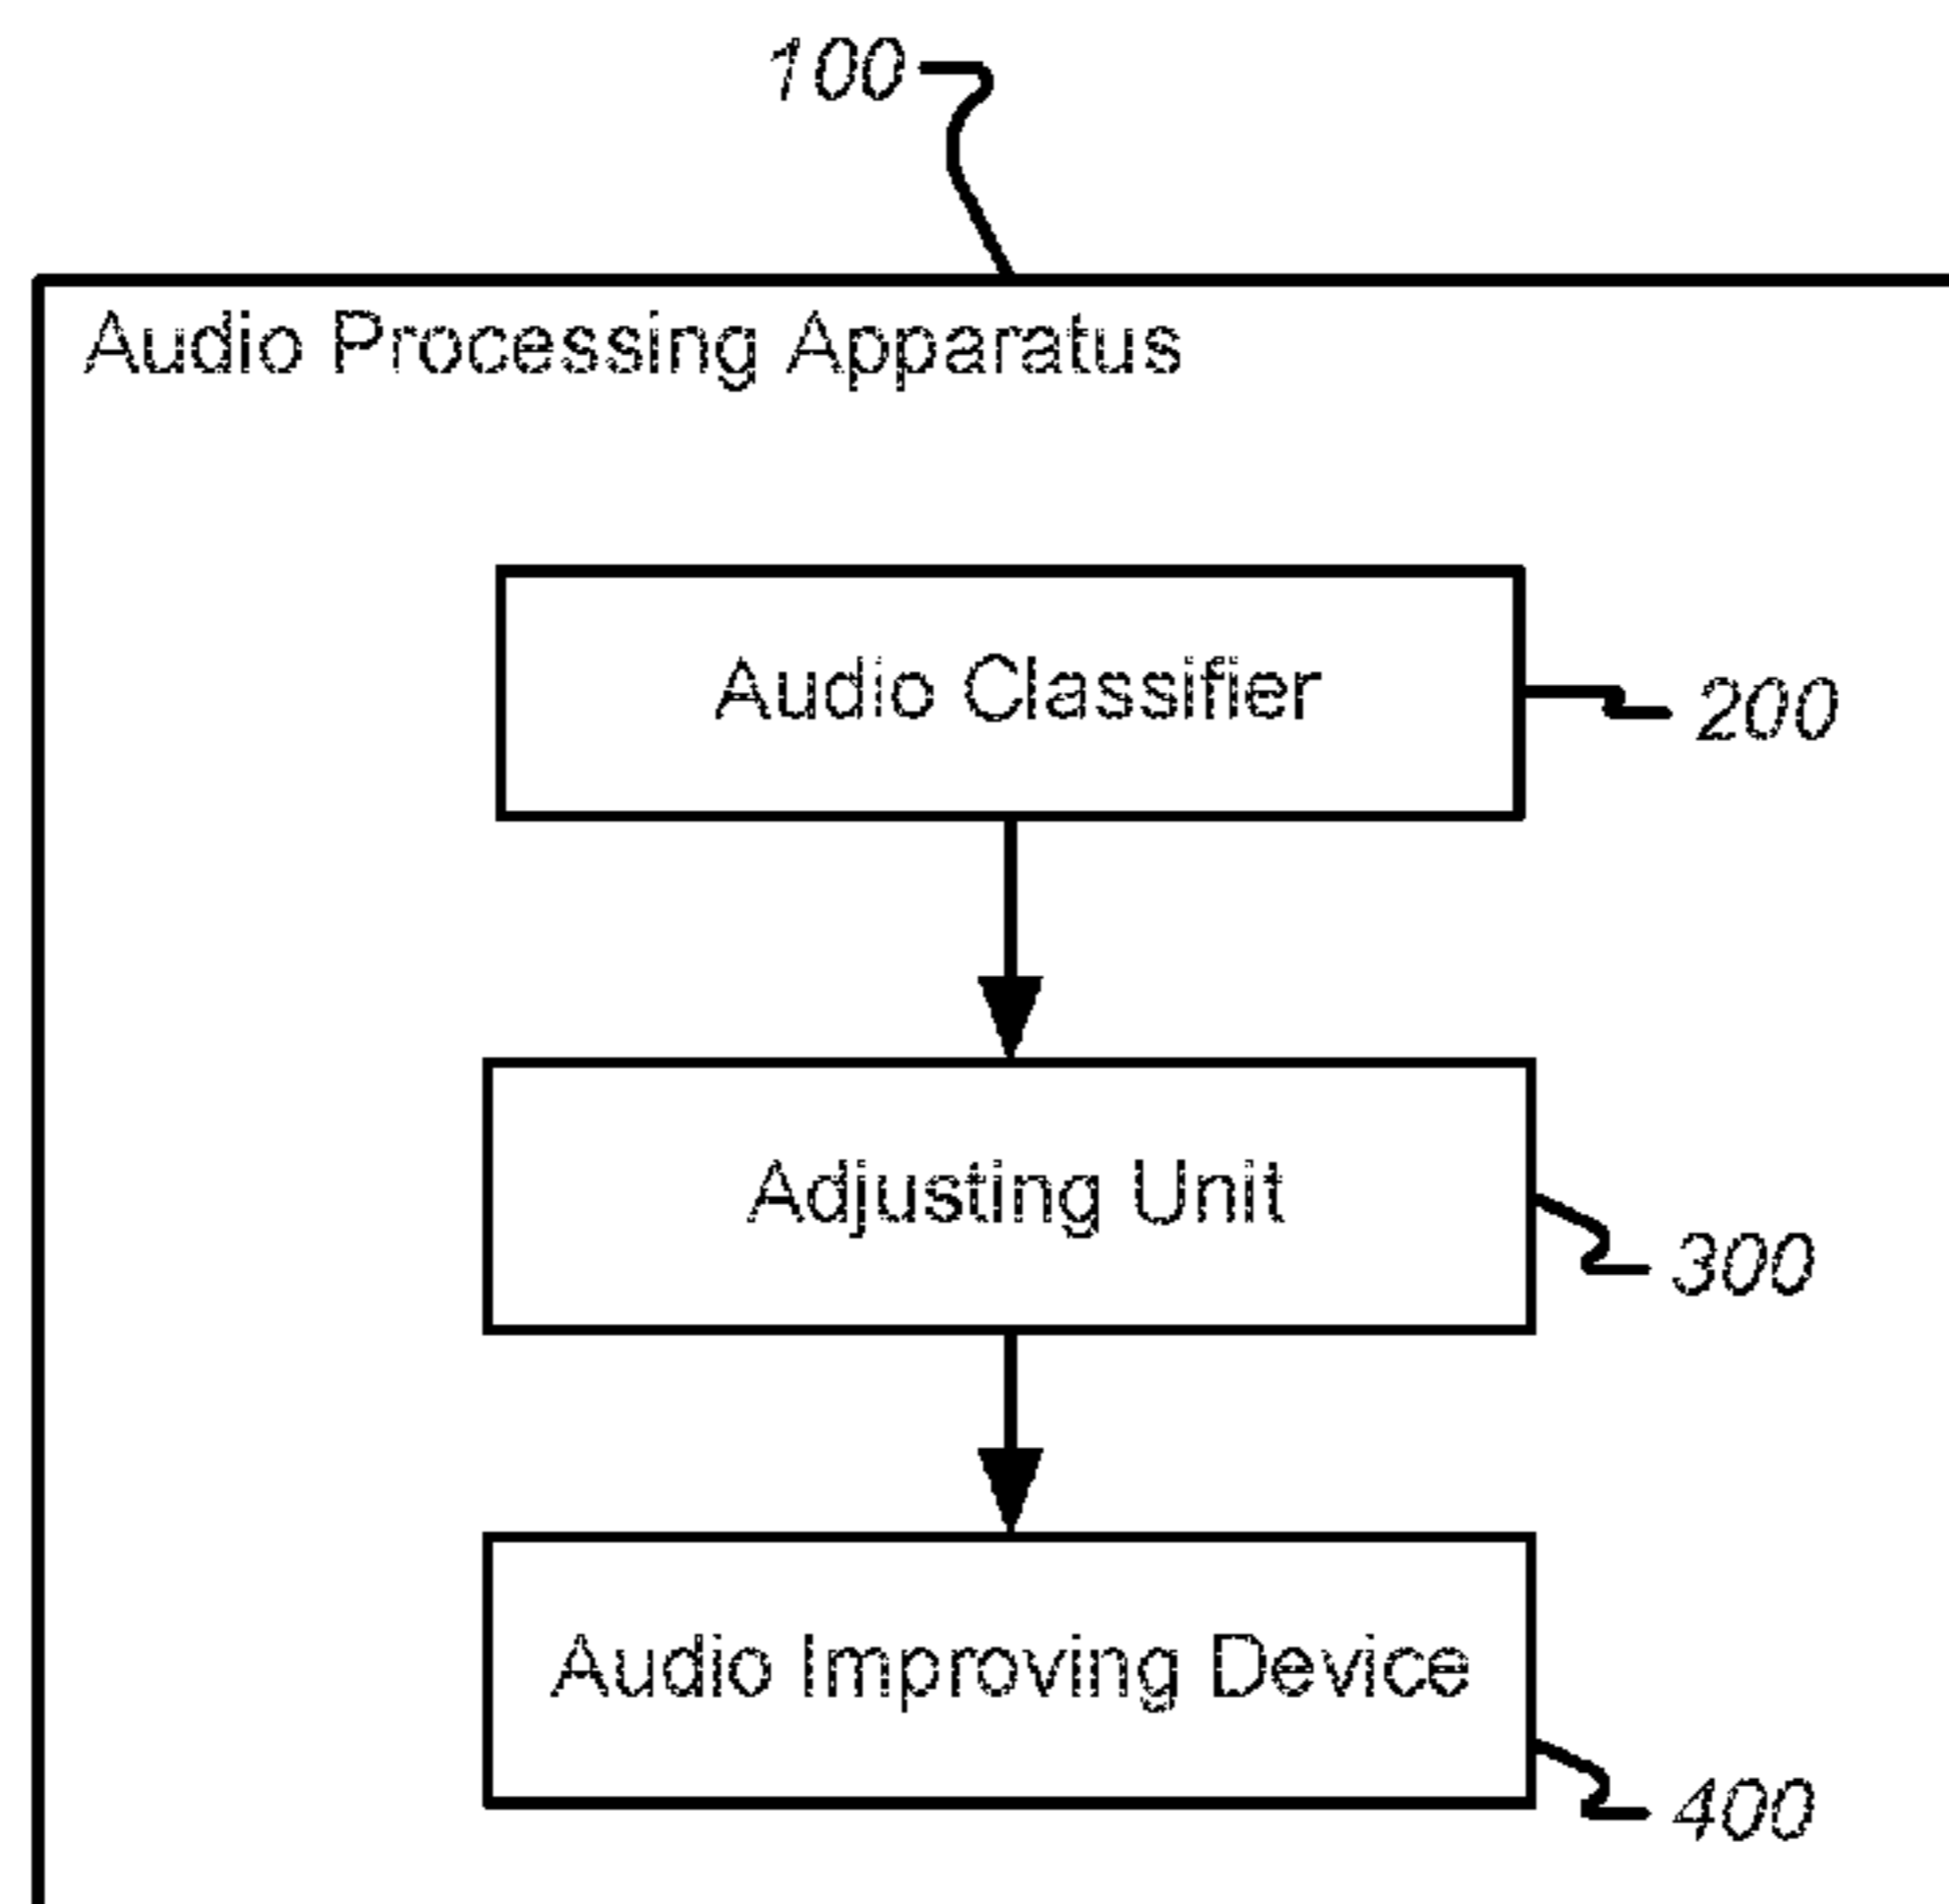 100
Audio Processing Apparatus
Audio Classifier
200
Adjusting Unit
300
Audio Improving Device
400